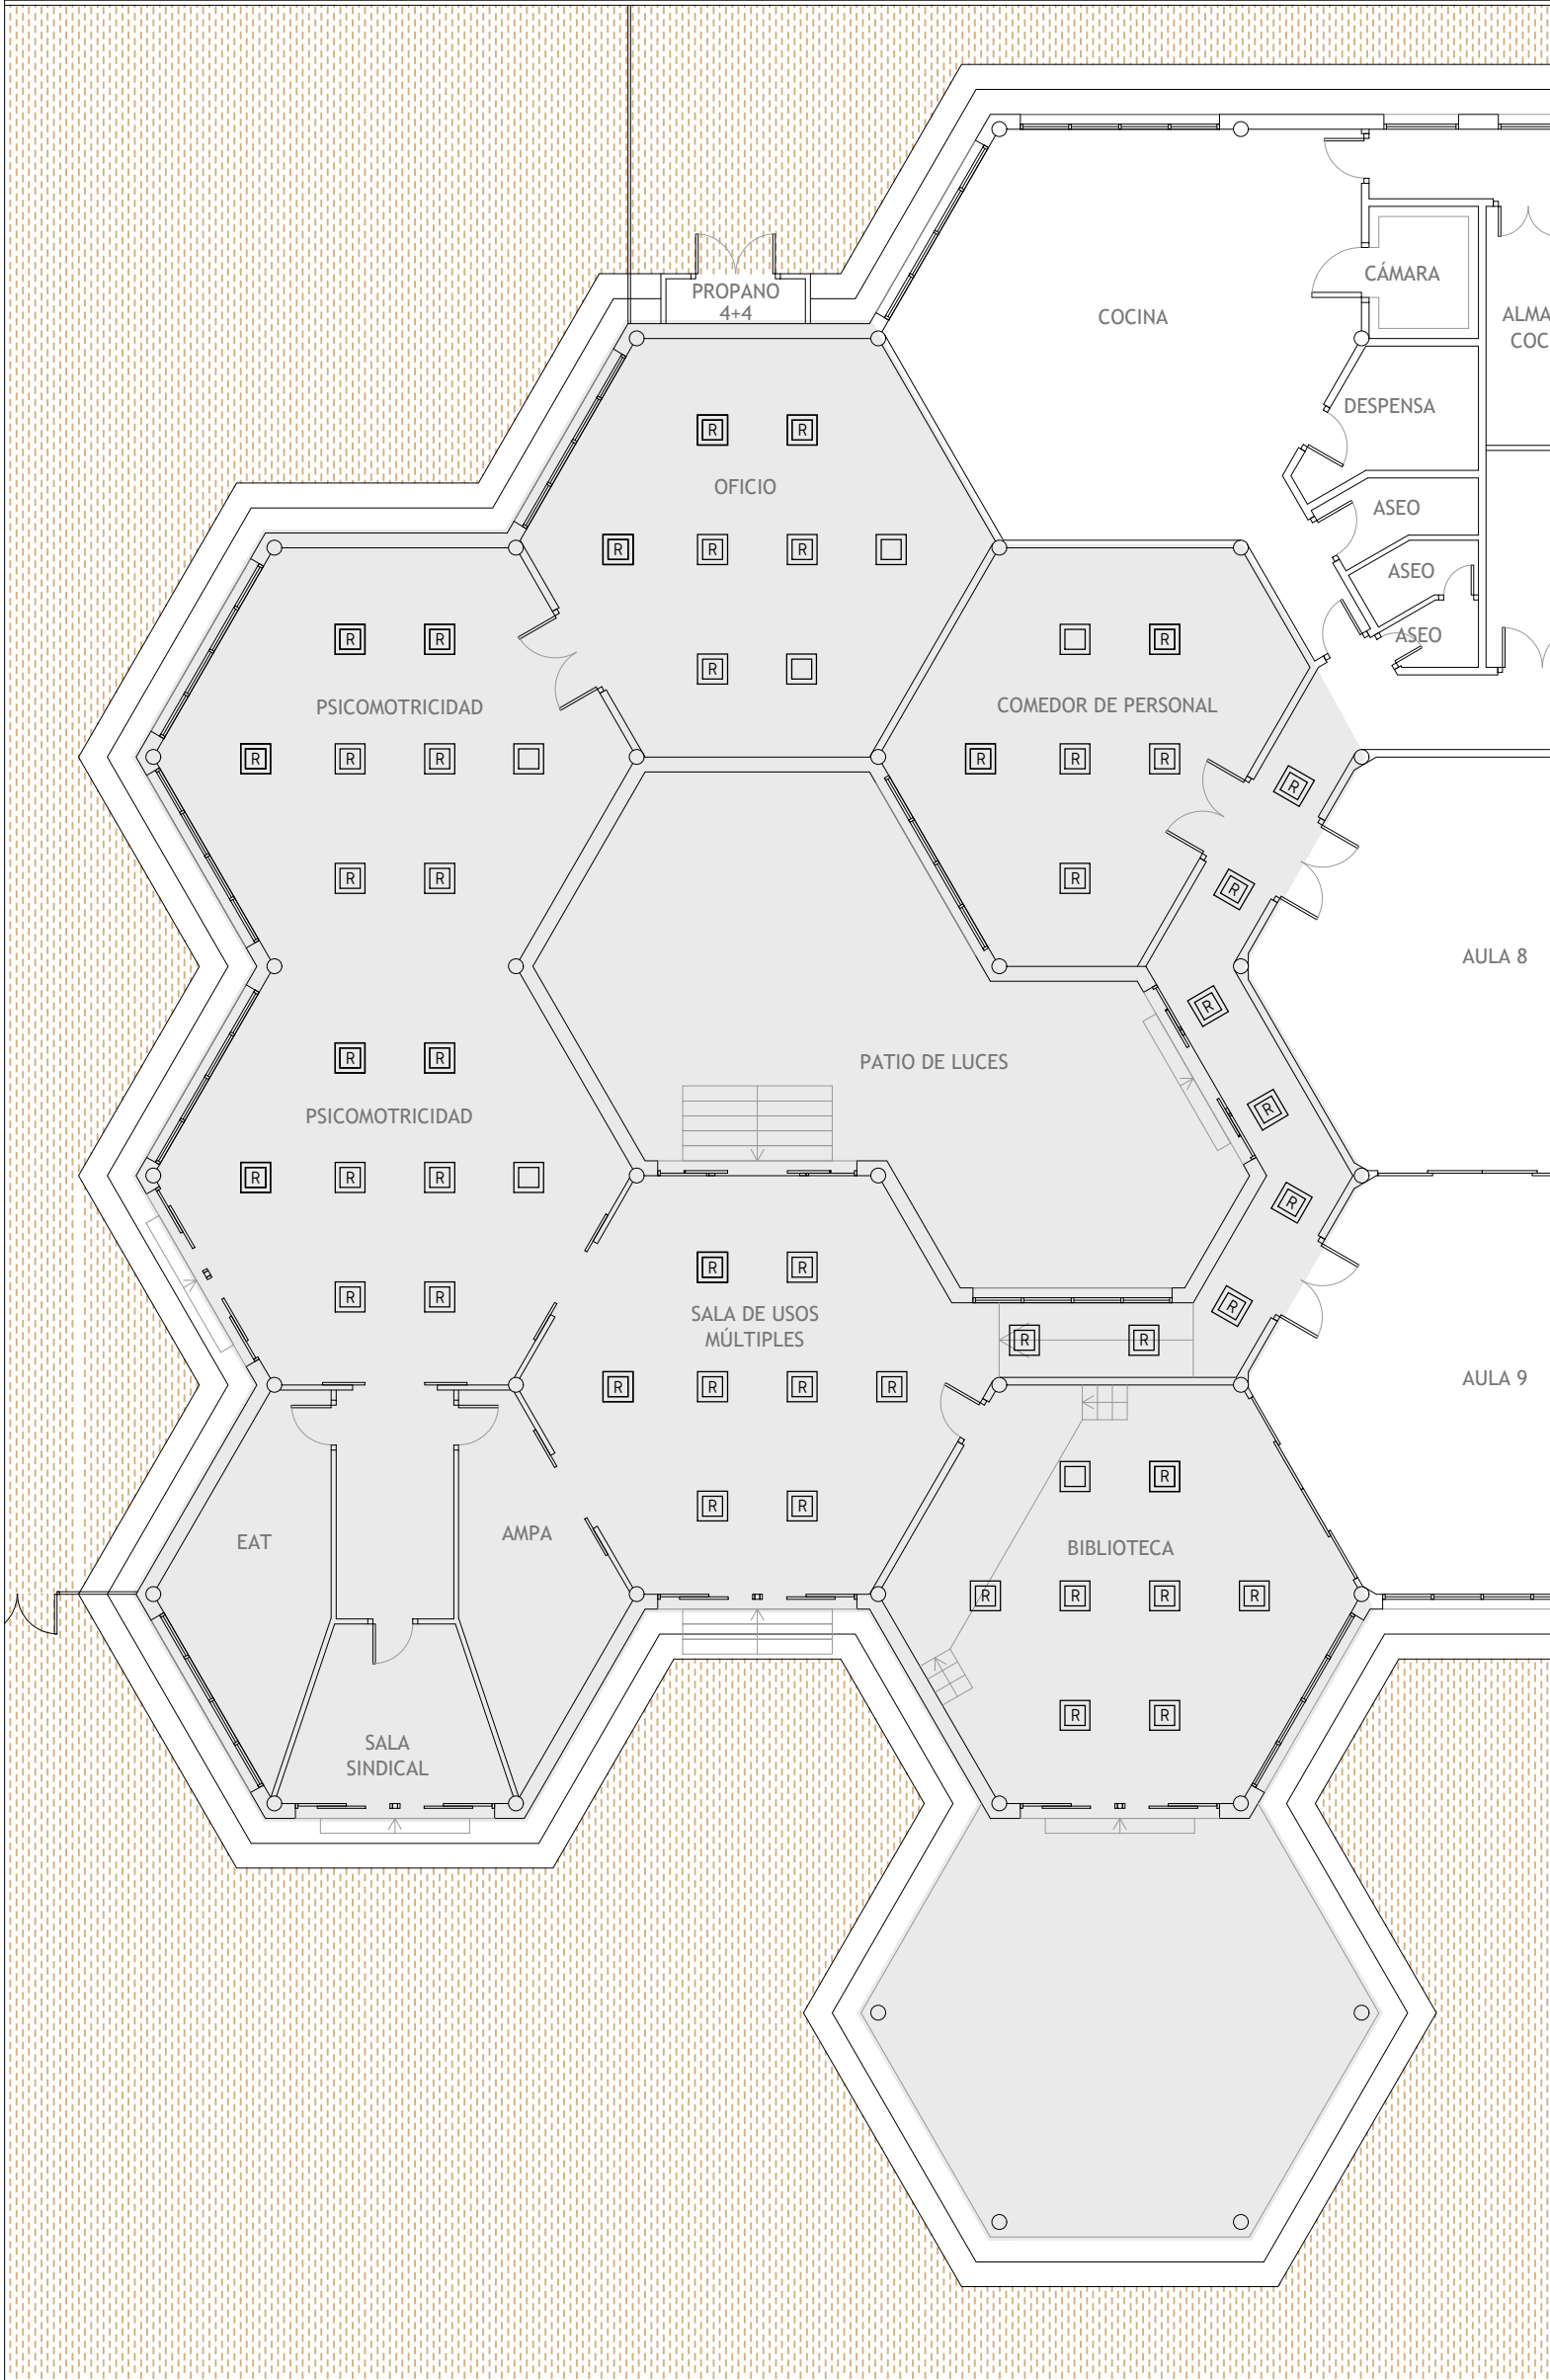 PROPANO
4+4
CÁMARA
COCINA
ALMA
COC
DESPENSA
R R
OFICIO
ASEO
R R R
ASEO
R R
ASEO
R
R
PSICOMOTRICIDAD
COMEDOR DE PERSONAL
R R R
R R R
R
R R
R
R
AULA 8
R
R R
PATIO DE LUCES
R
PSICOMOTRICIDAD
R R R
R
R R
R R
R
SALA DE USOS
MÚLTIPLES
R R
AULA 9
R R R R
R
R R
AMPA
EAT
BIBLIOTECA
R R R R
R R
SALA
SINDICAL